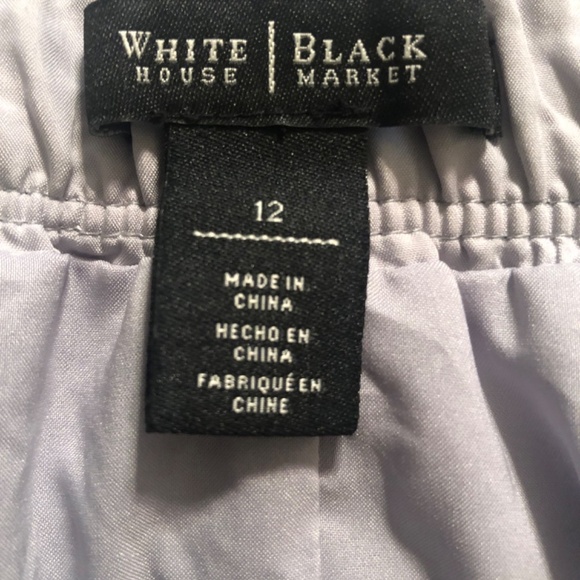 WHITE | BLACK
HOUSE | MARKET
12
MADE IN
CHINA
HECHO EN
CHINA
FABRIQUÉ EN
CHINE